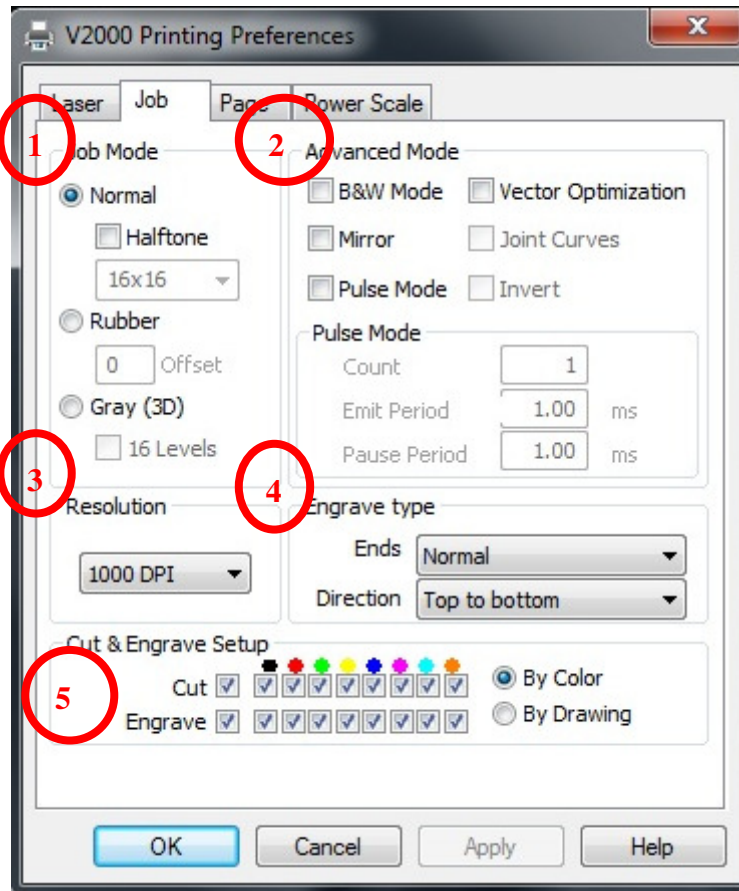 V2000 Printing Preferences
Laser Job Page Power Scale
1 Job Mode
Normal
Halftone
16x16
Rubber
0 Offset
Gray (3D)
16 Levels
2 Advanced Mode
B&W Mode Vector Optimization
Mirror Joint Curves
Pulse Mode Invert
Pulse Mode
Count 1
Emit Period 1.00 ms
Pause Period 1.00 ms
3 Resolution
1000 DPI
4 Engrave type
Ends Normal
Direction Top to bottom
5 Cut & Engrave Setup
Cut By Color
Engrave By Drawing
OK Cancel Apply Help